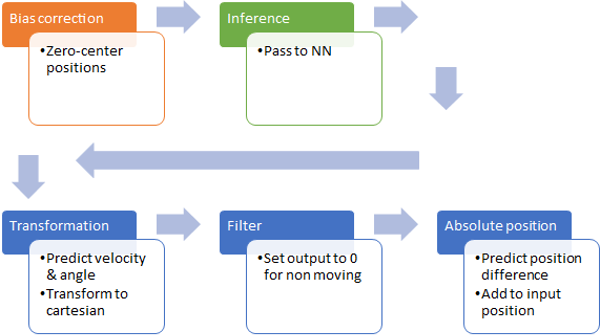 Bias correction
•Zero-center
positions
Inference
•Pass to NN
Transformation
•Predict velocity
& angle
•Transform to
cartesian
Filter
•Set output to 0
for non moving
Absolute position
•Predict position
difference
•Add to input
position